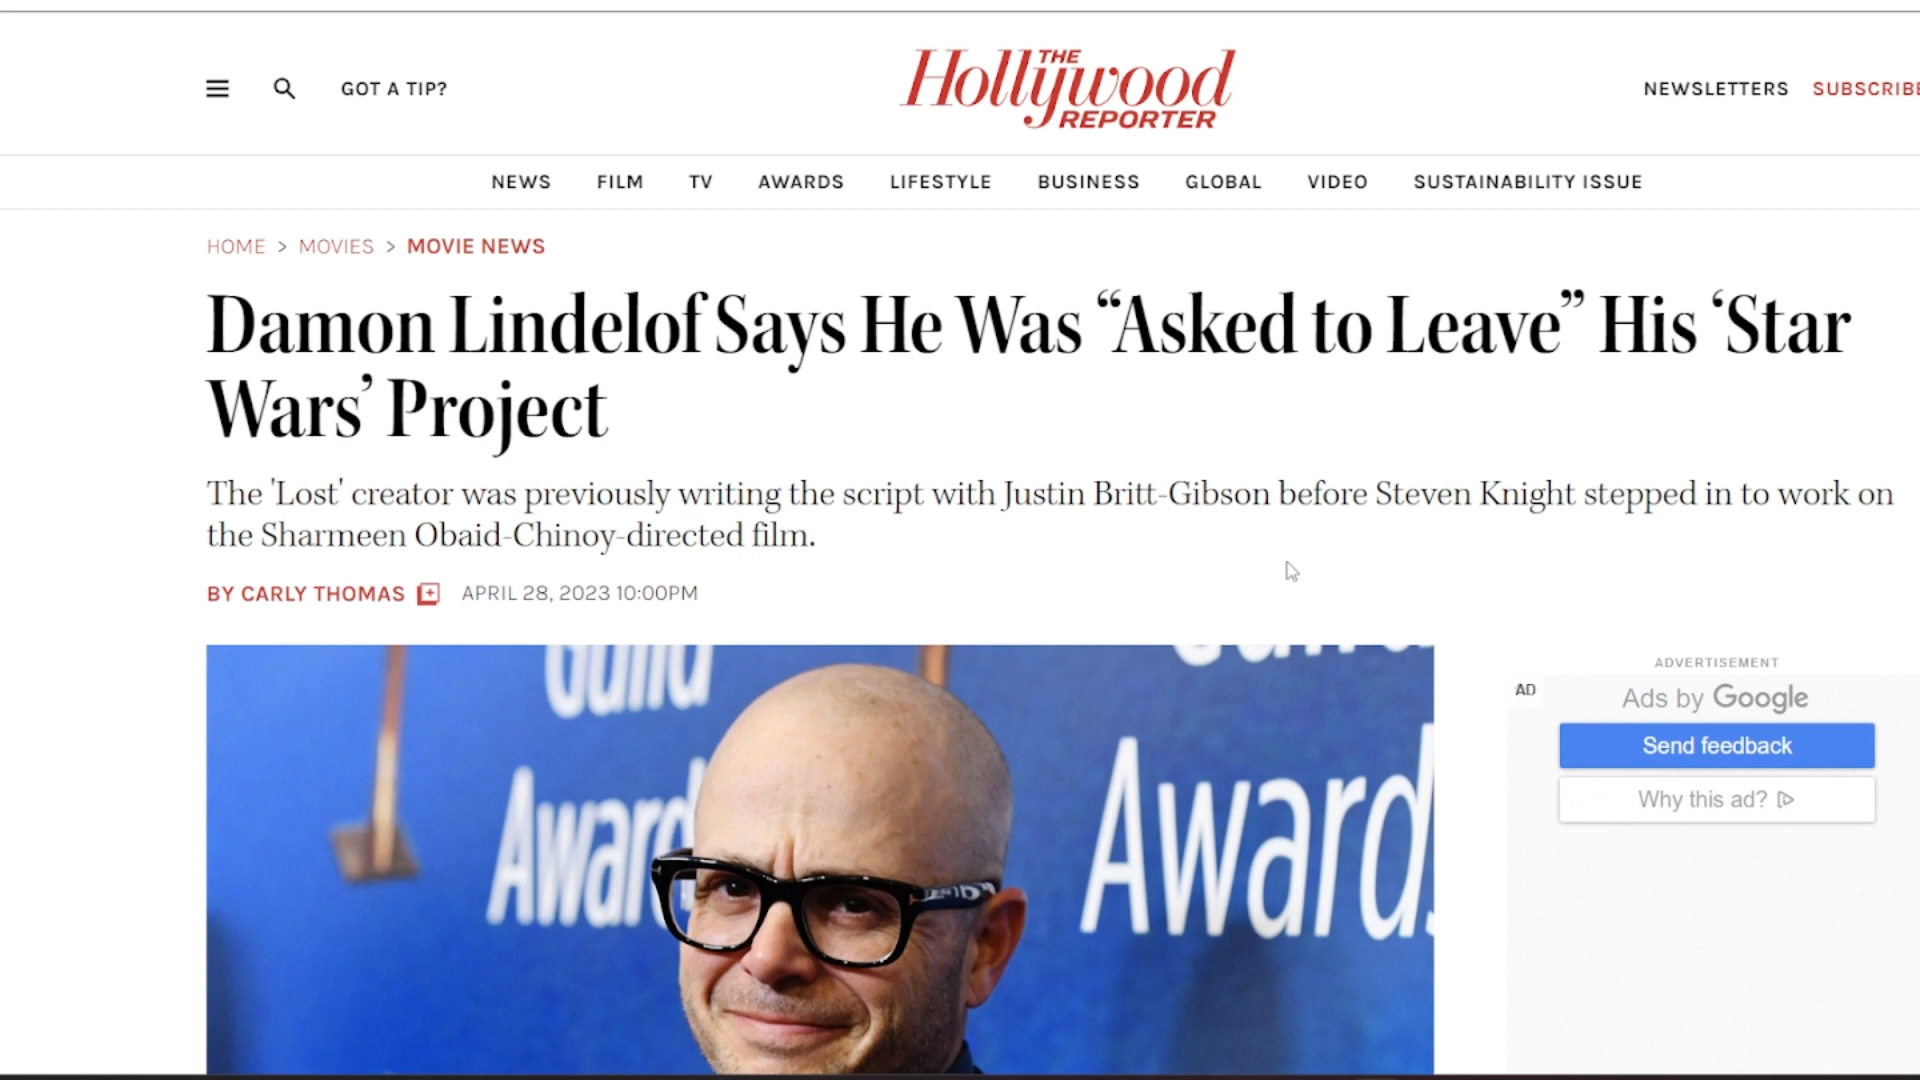 GOT A TIP?
THE
Hollywood
REPORTER
NEWSLETTERS SUBSCRIBE
NEWS FILM TV AWARDS LIFESTYLE BUSINESS GLOBAL VIDEO SUSTAINABILITY ISSUE
HOME > MOVIES > MOVIE NEWS
Damon Lindelof Says He Was “Asked to Leave” His ‘Star
Wars’ Project
The 'Lost' creator was previously writing the script with Justin Britt-Gibson before Steven Knight stepped in to work on
the Sharmeen Obaid-Chinoy-directed film.
BY CARLY THOMAS APRIL 28, 2023 10:00PM
Guild
Award
Awards
ADVERTISEMENT
AD
Ads by Google
Send feedback
Why this ad?